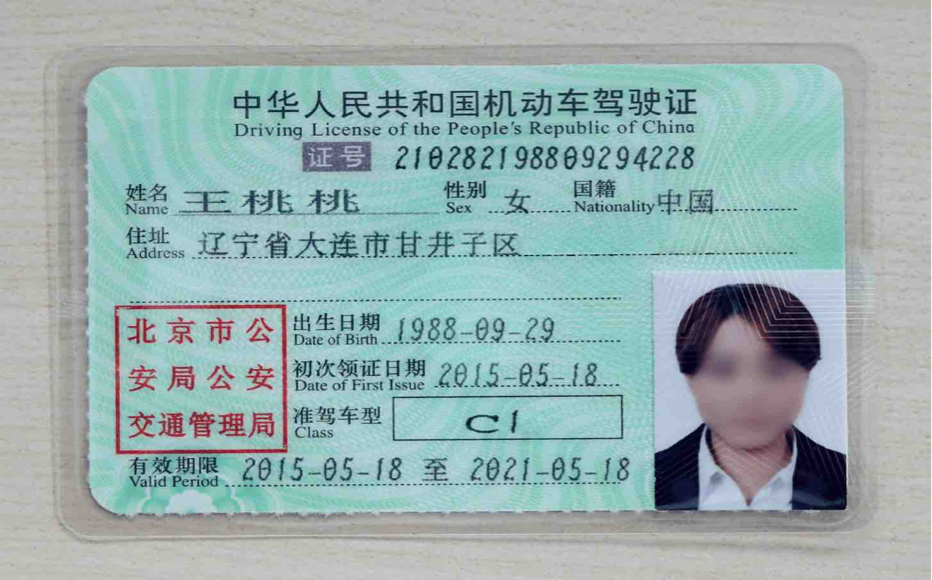 中华人民共和国机动车驾驶证
Driving License of the People's Republic of China
证号 210282198809294228
姓名 王桃桃 性别 女 国籍 中国
Name Sex Nationality
住址 辽宁省大连市甘井子区
Address
北京市公
安局公安
交通管理局
出生日期 1988-09-29
Date of Birth
初次领证日期 2015-05-18
Date of First Issue
准驾车型 C1
Class
有效期限 2015-05-18 至 2021-05-18
Valid Period